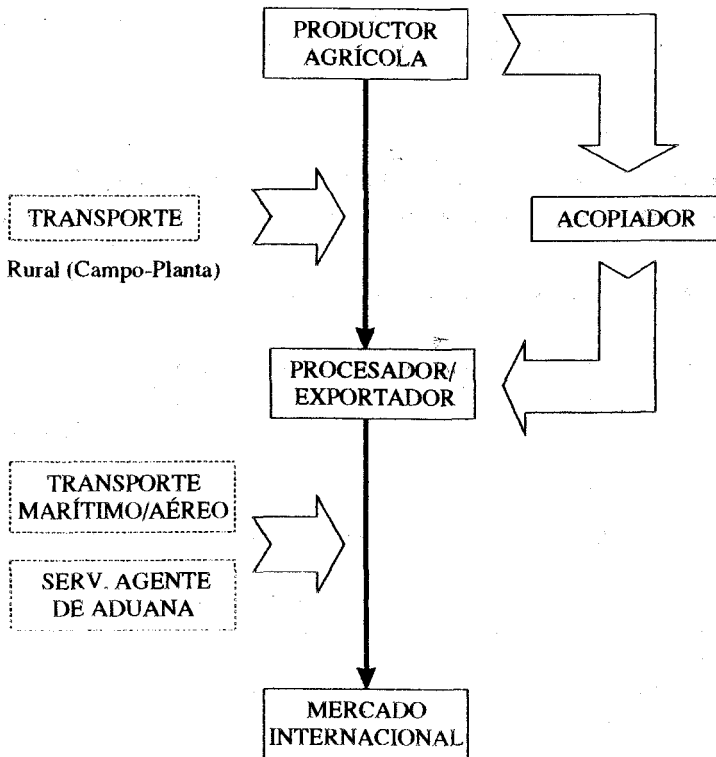 PRODUCTOR
AGRÍCOLA
TRANSPORTE
Rural (Campo-Planta)
ACOPIADOR
PROCESADOR/
EXPORTADOR
TRANSPORTE
MARÍTIMO/AÉREO
SERV. AGENTE
DE ADUANA
MERCADO
INTERNACIONAL